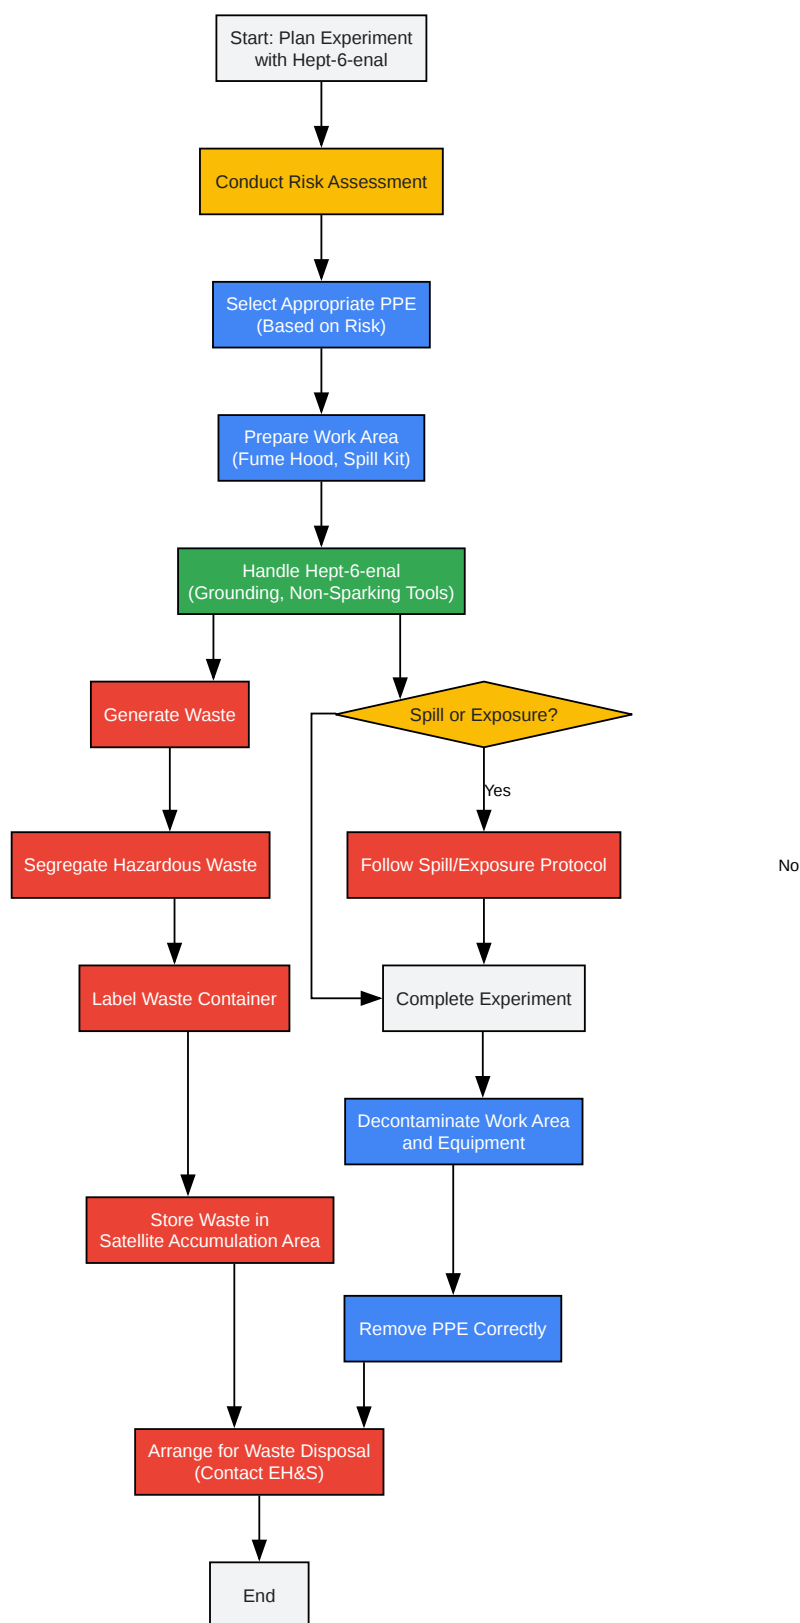 Start: Plan Experiment
with Hept-6-enal
Conduct Risk Assessment
Select Appropriate PPE
(Based on Risk)
Prepare Work Area
(Fume Hood, Spill Kit)
Handle Hept-6-enal
(Grounding, Non-Sparking Tools)
Generate Waste
Spill or Exposure?
Yes
Segregate Hazardous Waste
Follow Spill/Exposure Protocol
No
Label Waste Container
Complete Experiment
Decontaminate Work Area
and Equipment
Store Waste in
Satellite Accumulation Area
Remove PPE Correctly
Arrange for Waste Disposal
(Contact EH&S)
End